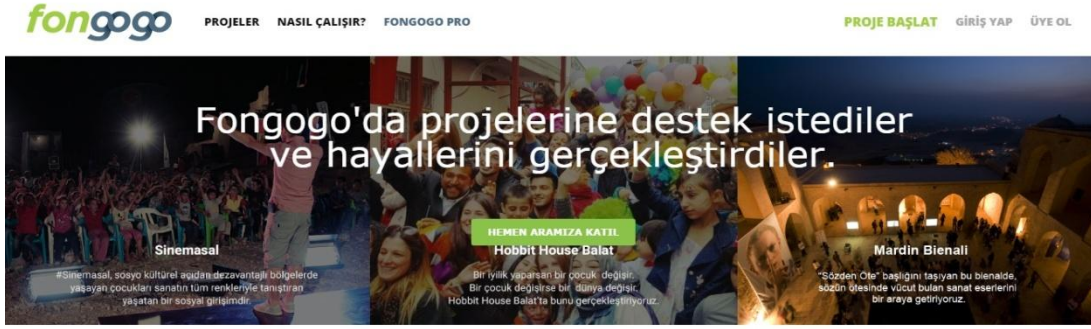 fongogo PROJELER NASIL ÇALIŞIR? FONGOGO PRO PROJE BAŞLAT GİRİŞ YAP ÜYE OL
Fongogo'da projelerine destek istediler
ve hayallerini gerçekleştirdiler.
HEMEN ARAMIZA KATIL
Sinemasal
#Sinemasal, sosyo kültürel açıdan dezavantajlı bölgelerde
yaşayan çocukları sanatın tüm renkleriyle tanıştıran
yaşatan bir sosyal girişimdir.
Hobbit House Balat
Bir iyilik yaparsan bir çocuk değişir.
Bir çocuk değişirse bir dünya değişir.
Hobbit House Balat'ta bunu gerçekleştiriyoruz.
Mardin Bienali
"Sözden Öte" başlığını taşıyan bu bienalde,
sözün ötesinde vücut bulan sanat eserlerini
bir araya getiriyoruz.